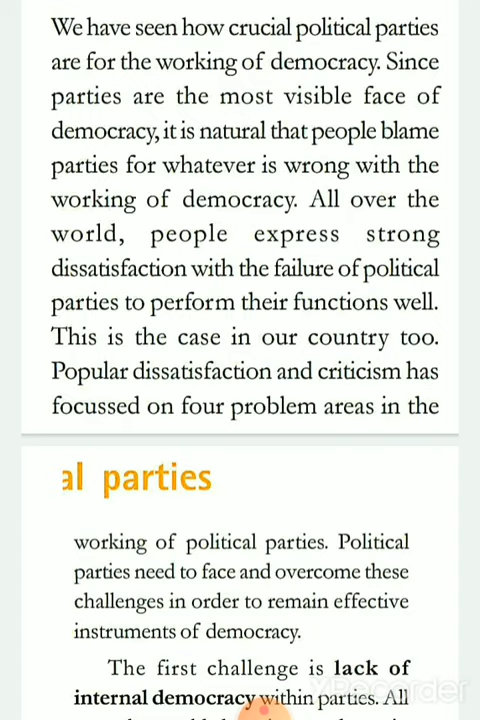 We have seen how crucial political parties
are for the working of democracy. Since
parties are the most visible face of
democracy, it is natural that people blame
parties for whatever is wrong with the
working of democracy. All over the
world, people express strong
dissatisfaction with the failure of political
parties to perform their functions well.
This is the case in our country too.
Popular dissatisfaction and criticism has
focussed on four problem areas in the
al parties
working of political parties. Political
parties need to face and overcome these
challenges in order to remain effective
instruments of democracy.
The first challenge is lack of
internal democracy within parties. All